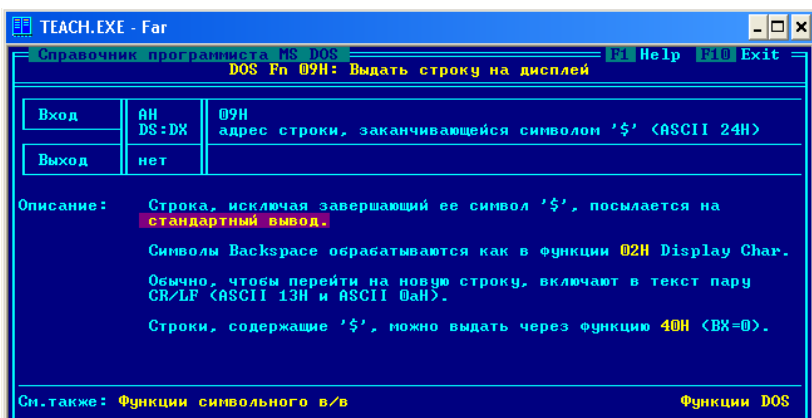 TEACH.EXE - Far
Справочник программиста MS DOS F1 Help F10 Exit
DOS Fn 09H: Выдать строку на дисплей
Вход AH 09H
DS:DX адрес строки, заканчивающейся символом '$' (ASCII 24H)
Выход нет
Описание: Строка, исключая завершающий ее символ '$', посылается на
стандартный вывод.
Символы Backspace обрабатываются как в функции 02H Display Char.
Обычно, чтобы перейти на новую строку, включают в текст пару
CR/LF (ASCII 13H и ASCII 0aH).
Строки, содержащие '$', можно выдать через функцию 40H (BX=0).
См.также: Функции символьного в/в Функции DOS